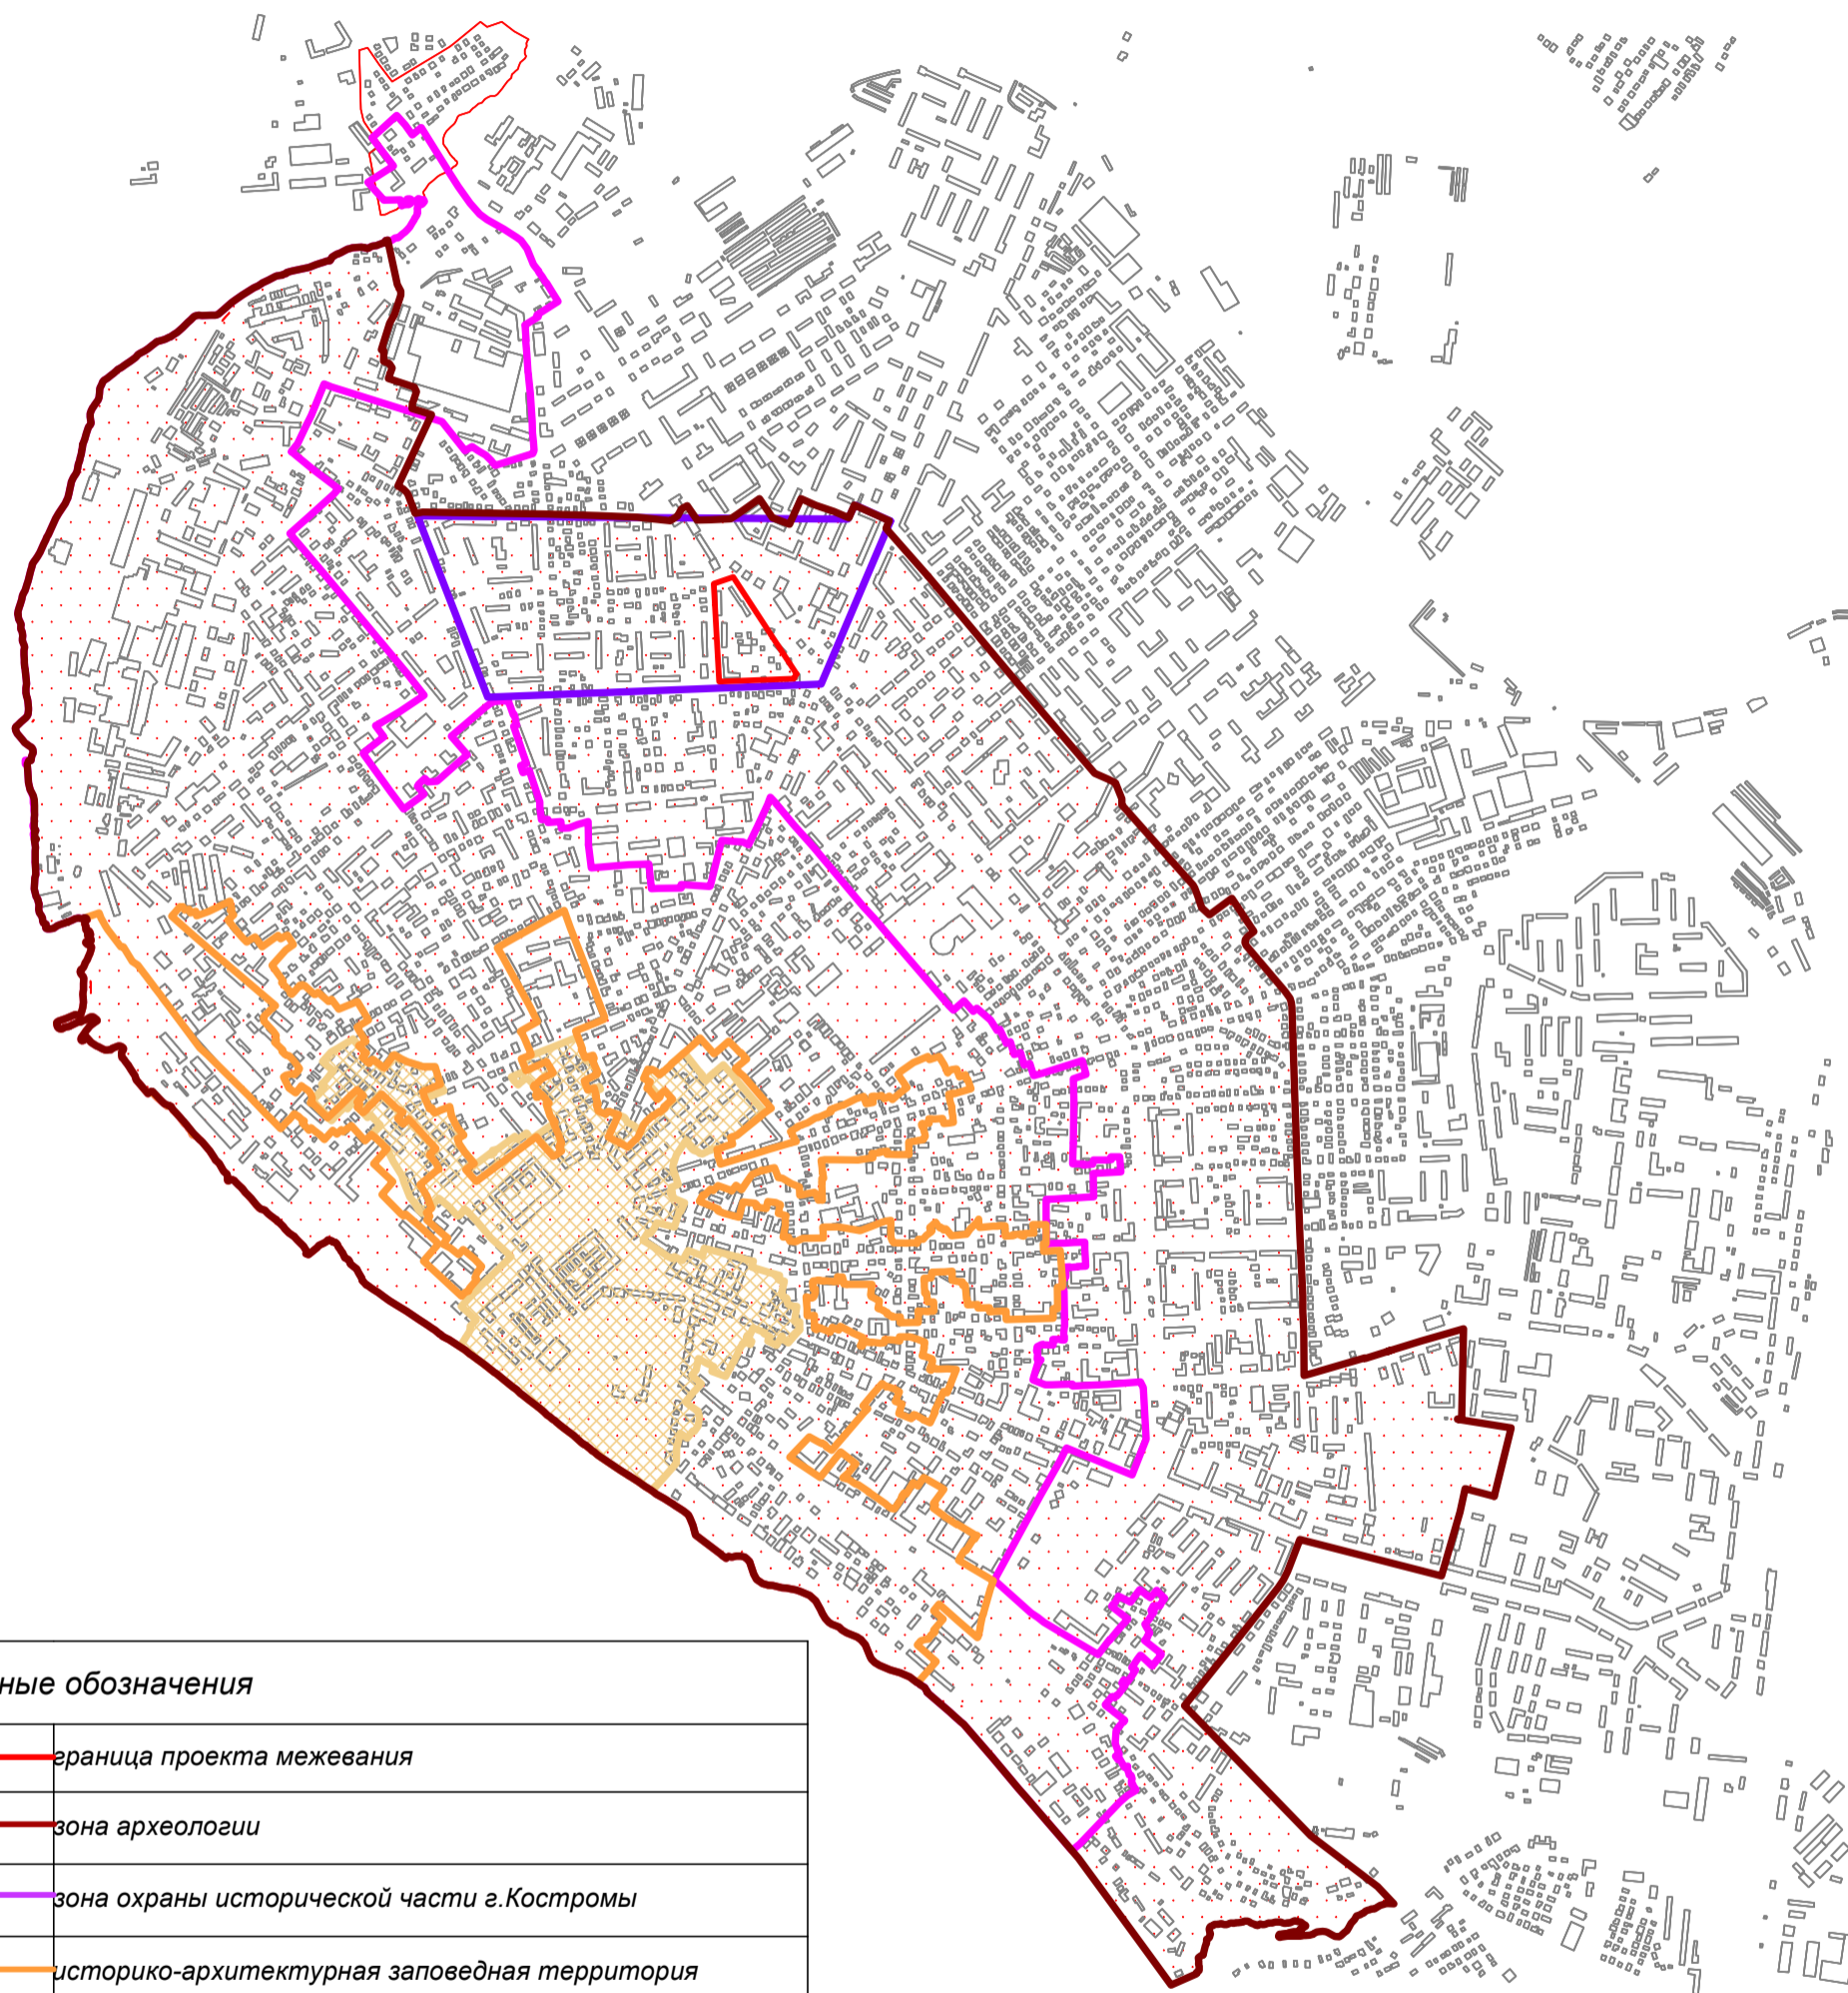 ные обозначения
граница проекта межевания
зона археологии
зона охраны исторической части г.Костромы
историко-архитектурная заповедная территория